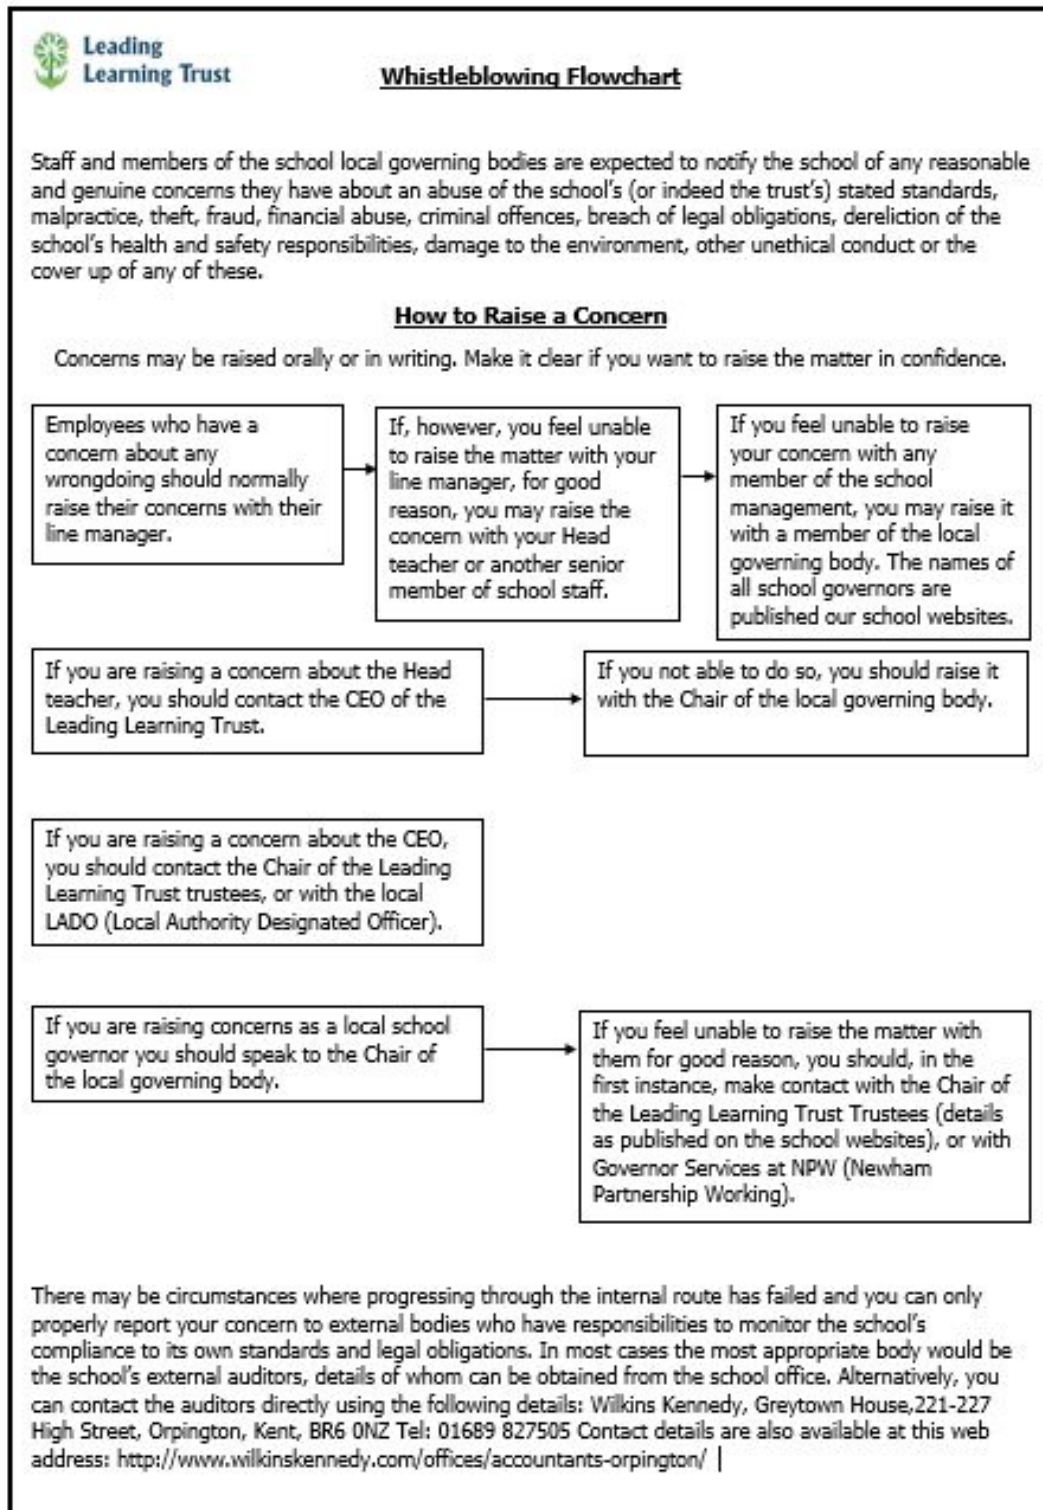 Leading
Learning Trust
Whistleblowing Flowchart
Staff and members of the school local governing bodies are expected to notify the school of any reasonable
and genuine concerns they have about an abuse of the school's (or indeed the trust's) stated standards,
malpractice, theft, fraud, financial abuse, criminal offences, breach of legal obligations, dereliction of the
school's health and safety responsibilities, damage to the environment, other unethical conduct or the
cover up of any of these.
How to Raise a Concern
Concerns may be raised orally or in writing. Make it clear if you want to raise the matter in confidence.
Employees who have a
concern about any
wrongdoing should normally
raise their concerns with their
line manager.
If, however, you feel unable
to raise the matter with your
line manager, for good
reason, you may raise the
concern with your Head
teacher or another senior
member of school staff.
If you feel unable to raise
your concern with any
member of the school
management, you may raise it
with a member of the local
governing body. The names of
all school governors are
published our school websites.
If you are raising a concern about the Head
teacher, you should contact the CEO of the
Leading Learning Trust.
If you not able to do so, you should raise it
with the Chair of the local governing body.
If you are raising a concern about the CEO,
you should contact the Chair of the Leading
Learning Trust trustees, or with the local
LADO (Local Authority Designated Officer).
If you are raising concerns as a local school
governor you should speak to the Chair of
the local governing body.
If you feel unable to raise the matter with
them for good reason, you should, in the
first instance, make contact with the Chair of
the Leading Learning Trust Trustees (details
as published on the school websites), or with
Governor Services at NPW (Newham
Partnership Working).
There may be circumstances where progressing through the internal route has failed and you can only
properly report your concern to external bodies who have responsibilities to monitor the school's
compliance to its own standards and legal obligations. In most cases the most appropriate body would be
the school's external auditors, details of whom can be obtained from the school office. Alternatively, you
can contact the auditors directly using the following details: Wilkins Kennedy, Greytown House,221-227
High Street, Orpington, Kent, BR6 0NZ Tel: 01689 827505 Contact details are also available at this web
address: http://www.wilkinskennedy.com/offices/accountants-orpington/